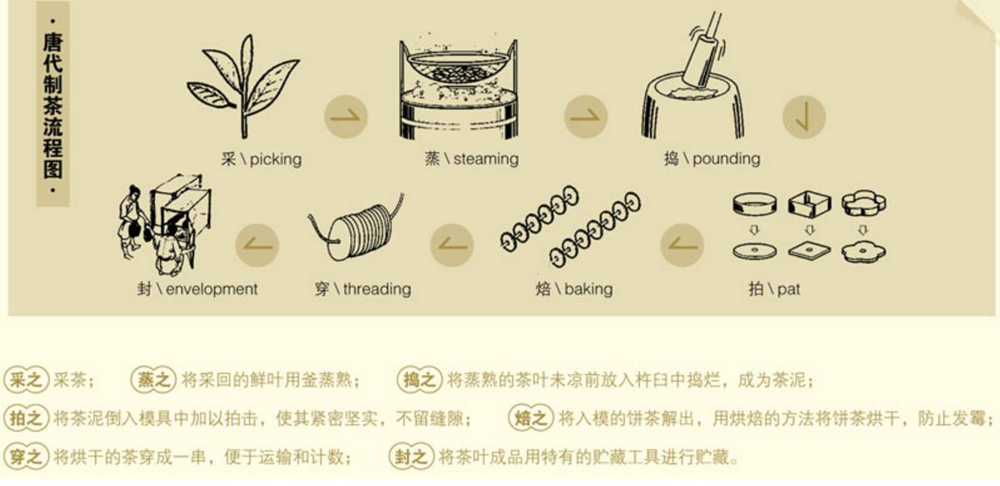 ·唐代制茶流程图·
采 \ picking
蒸 \ steaming
捣 \ pounding
封 \ envelopment
穿 \ threading
焙 \ baking
拍 \ pat
采之 采茶；
蒸之 将采回的鲜叶用釜蒸熟；
捣之 将蒸熟的茶叶未凉前放入杵臼中捣烂，成为茶泥；
拍之 将茶泥倒入模具中加以拍击，使其紧密坚实，不留缝隙；
焙之 将入模的饼茶解出，用烘焙的方法将饼茶烘干，防止发霉；
穿之 将烘干的茶穿成一串，便于运输和计数；
封之 将茶叶成品用特有的贮藏工具进行贮藏。